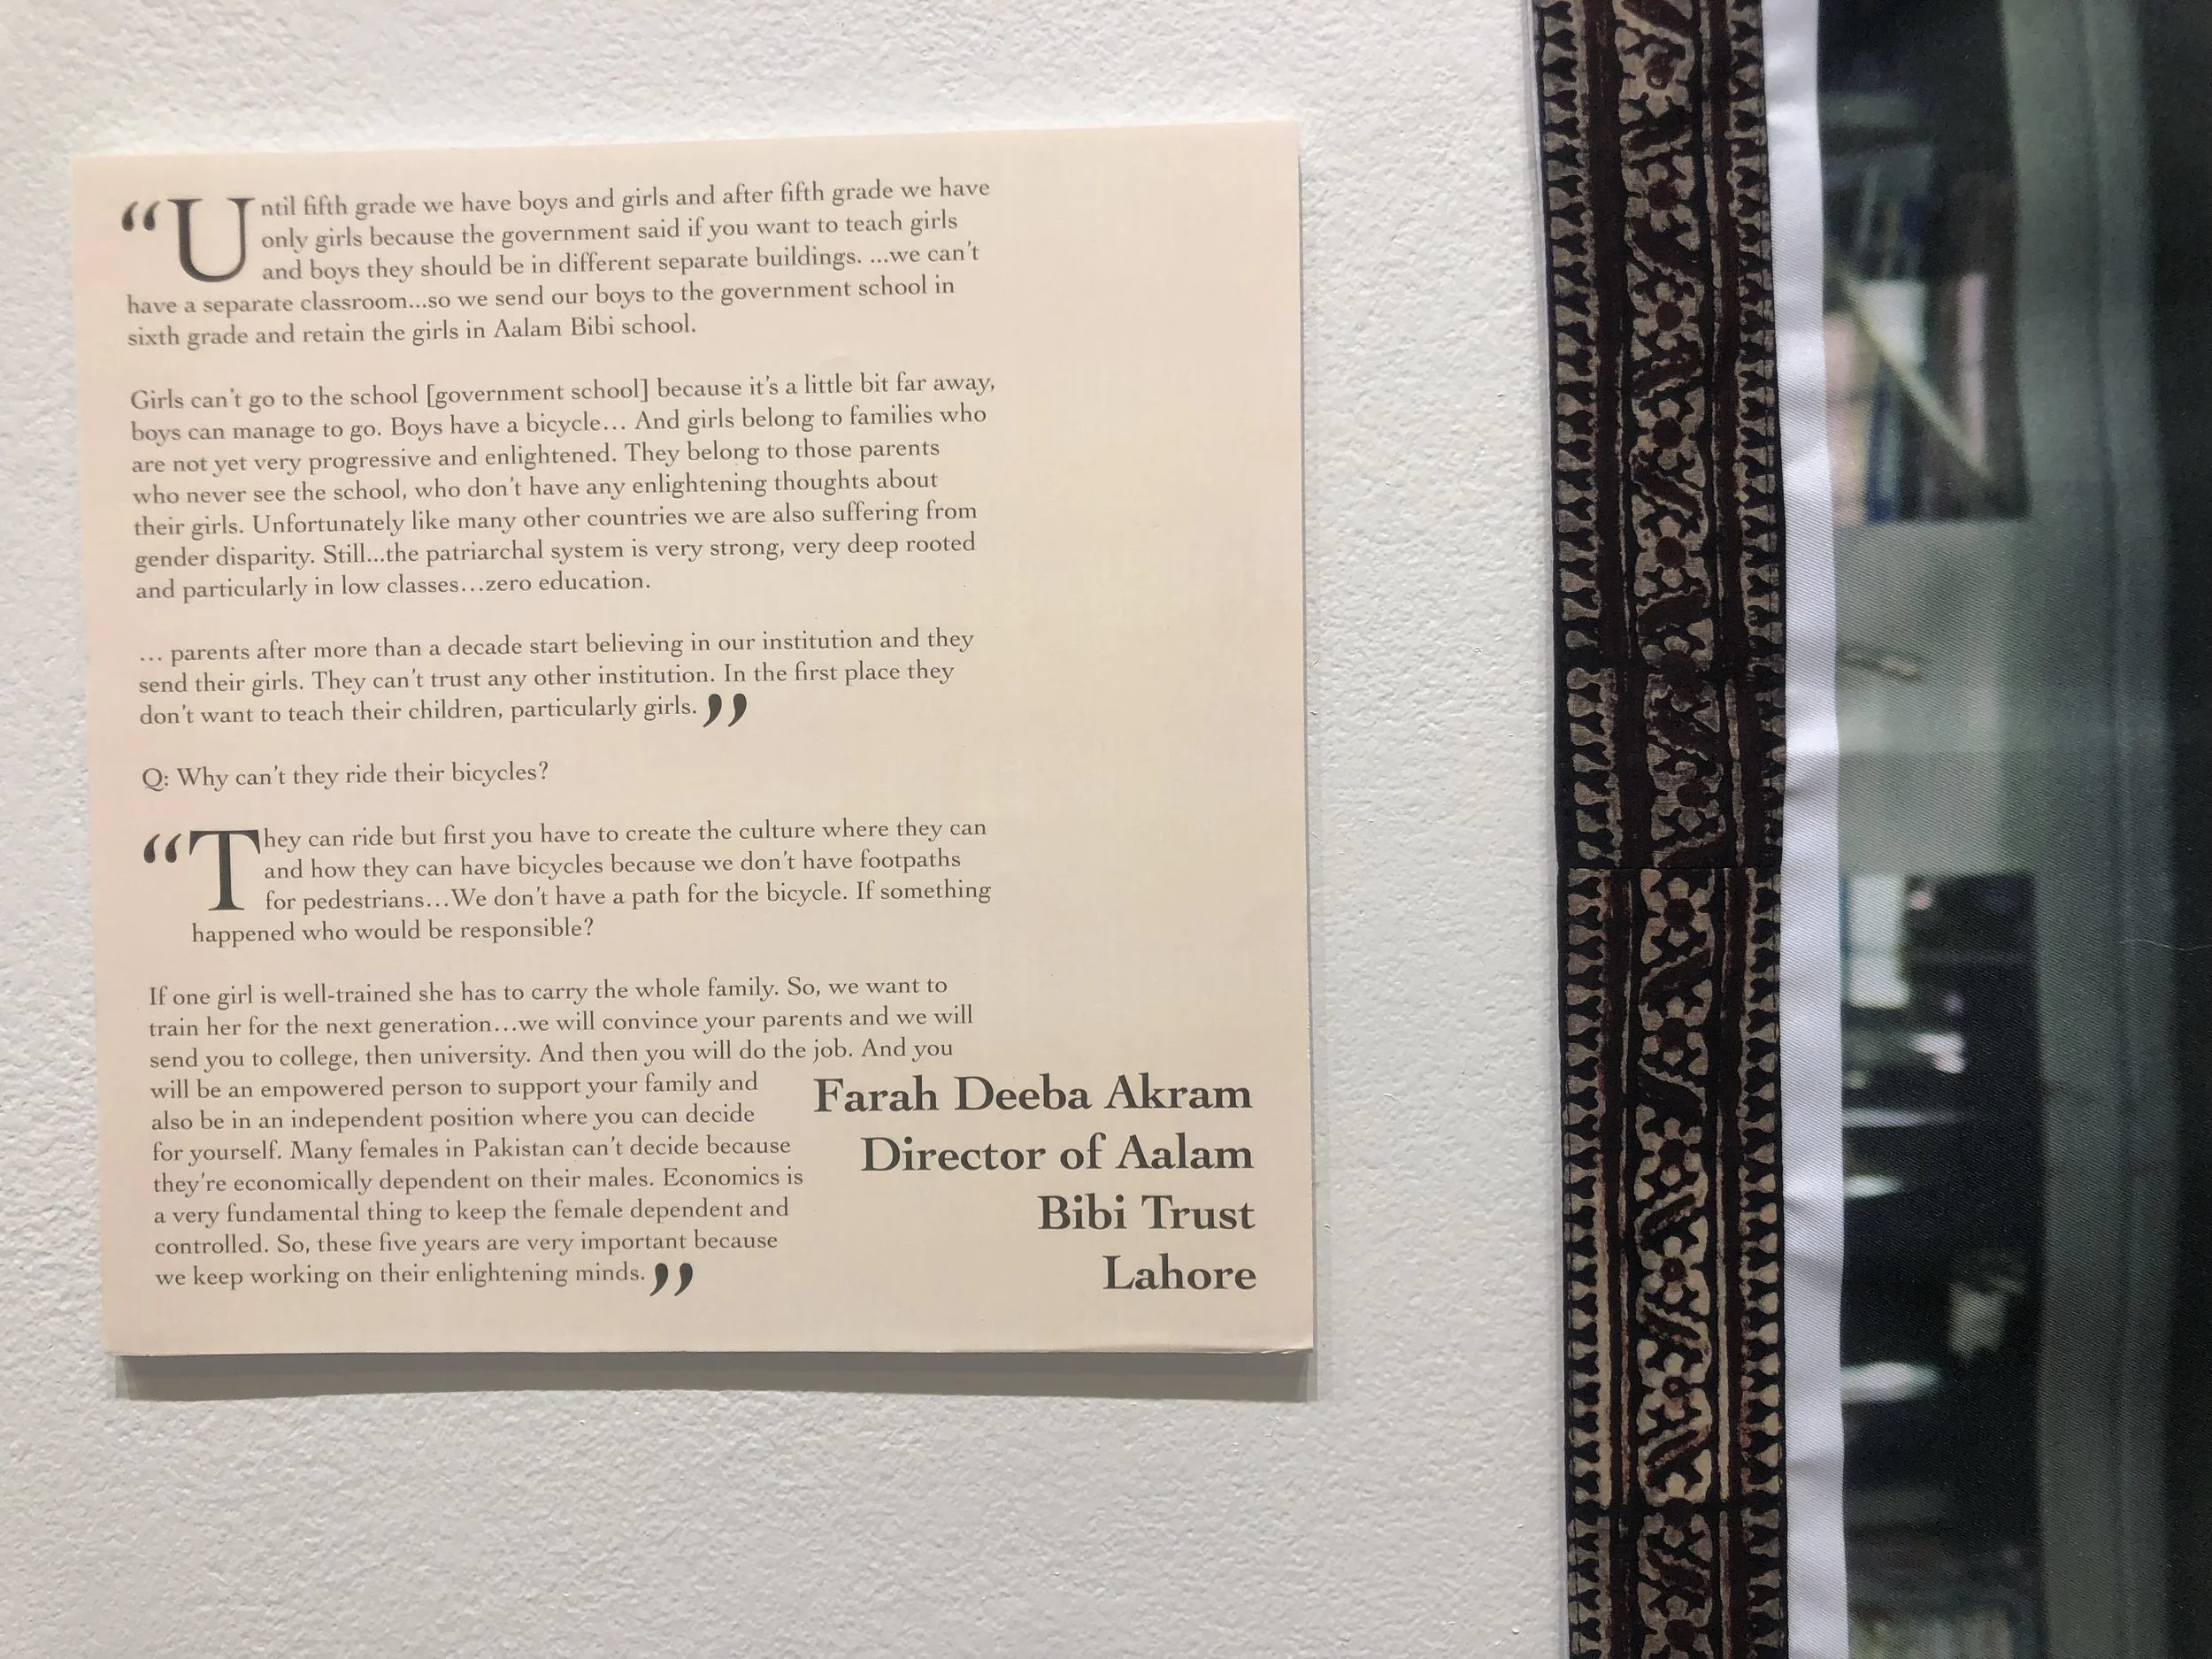 “Until fifth grade we have boys and girls and after fifth grade we have
only girls because the government said if you want to teach girls
and boys they should be in different separate buildings. ...we can't
have a separate classroom...so we send our boys to the government school in
sixth grade and retain the girls in Aalam Bibi school.
Girls can't go to the school [government school] because it's a little bit far away,
boys can manage to go. Boys have a bicycle... And girls belong to families who
are not yet very progressive and enlightened. They belong to those parents
who never see the school, who don't have any enlightening thoughts about
their girls. Unfortunately like many other countries we are also suffering from
gender disparity. Still...the patriarchal system is very strong, very deep rooted
and particularly in low classes...zero education.
... parents after more than a decade start believing in our institution and they
send their girls. They can't trust any other institution. In the first place they
don't want to teach their children, particularly girls.”
Q: Why can't they ride their bicycles?
“They can ride but first you have to create the culture where they can
and how they can have bicycles because we don't have footpaths
for pedestrians...We don't have a path for the bicycle. If something
happened who would be responsible?
If one girl is well-trained she has to carry the whole family. So, we want to
train her for the next generation...we will convince your parents and we will
send you to college, then university. And then you will do the job. And you
will be an empowered person to support your family and
also be in an independent position where you can decide
for yourself. Many females in Pakistan can't decide because
they're economically dependent on their males. Economics is
a very fundamental thing to keep the female dependent and
controlled. So, these five years are very important because
we keep working on their enlightening minds.”
Farah Deeba Akram
Director of Aalam
Bibi Trust
Lahore